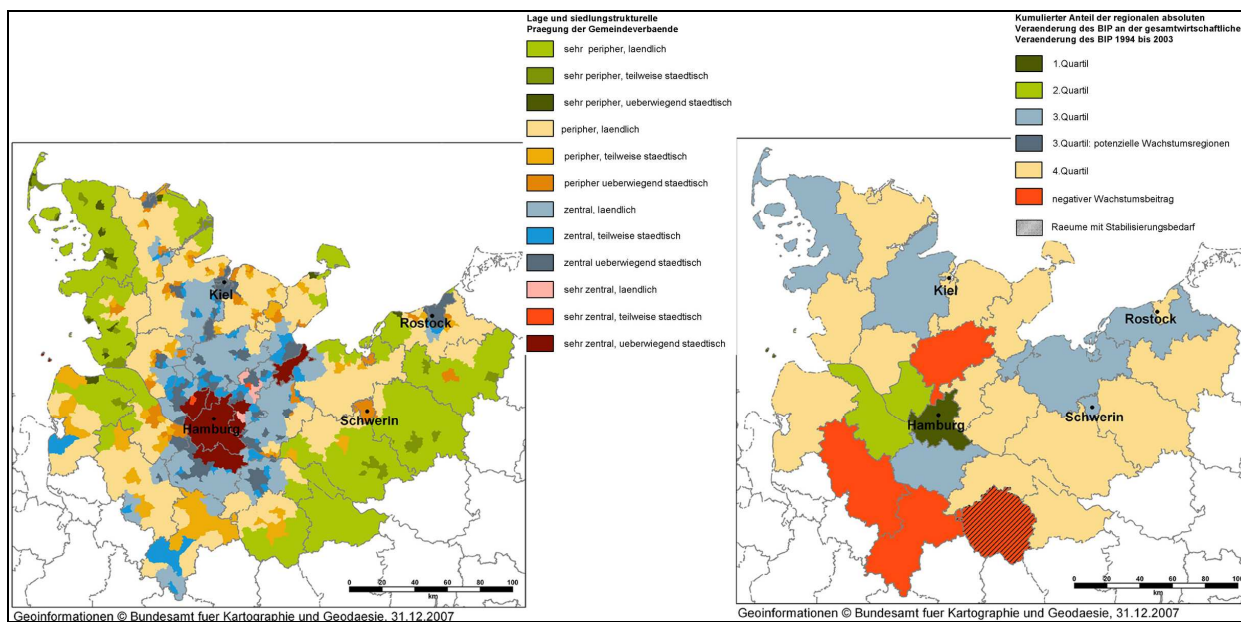 Lage und siedlungsstrukturelle
Praegung der Gemeindeverbaende
sehr peripher, laendlich
sehr peripher, teilweise staedtisch
sehr peripher, ueberwiegend staedtisch
peripher, laendlich
peripher, teilweise staedtisch
peripher ueberwiegend staedtisch
zentral, laendlich
zentral, teilweise staedtisch
zentral ueberwiegend staedtisch
sehr zentral, laendlich
sehr zentral, teilweise staedtisch
sehr zentral, ueberwiegend staedtisch
Kiel
Rostock
Schwerin
Hamburg
0 20 40 60 80 100
km
Geoinformationen © Bundesamt fuer Kartographie und Geodaesie, 31.12.2007
Kumulierter Anteil der regionalen absoluten
Veraenderung des BIP an der gesamtwirtschaftliche
Veraenderung des BIP 1994 bis 2003
1.Quartil
2.Quartil
3.Quartil
3.Quartil: potenzielle Wachstumsregionen
4.Quartil
negativer Wachstumsbeitrag
Raeume mit Stabilisierungsbedarf
Kiel
Rostock
Schwerin
Hamburg
0 20 40 60 80 100
km
Geoinformationen © Bundesamt fuer Kartographie und Geodaesie, 31.12.2007